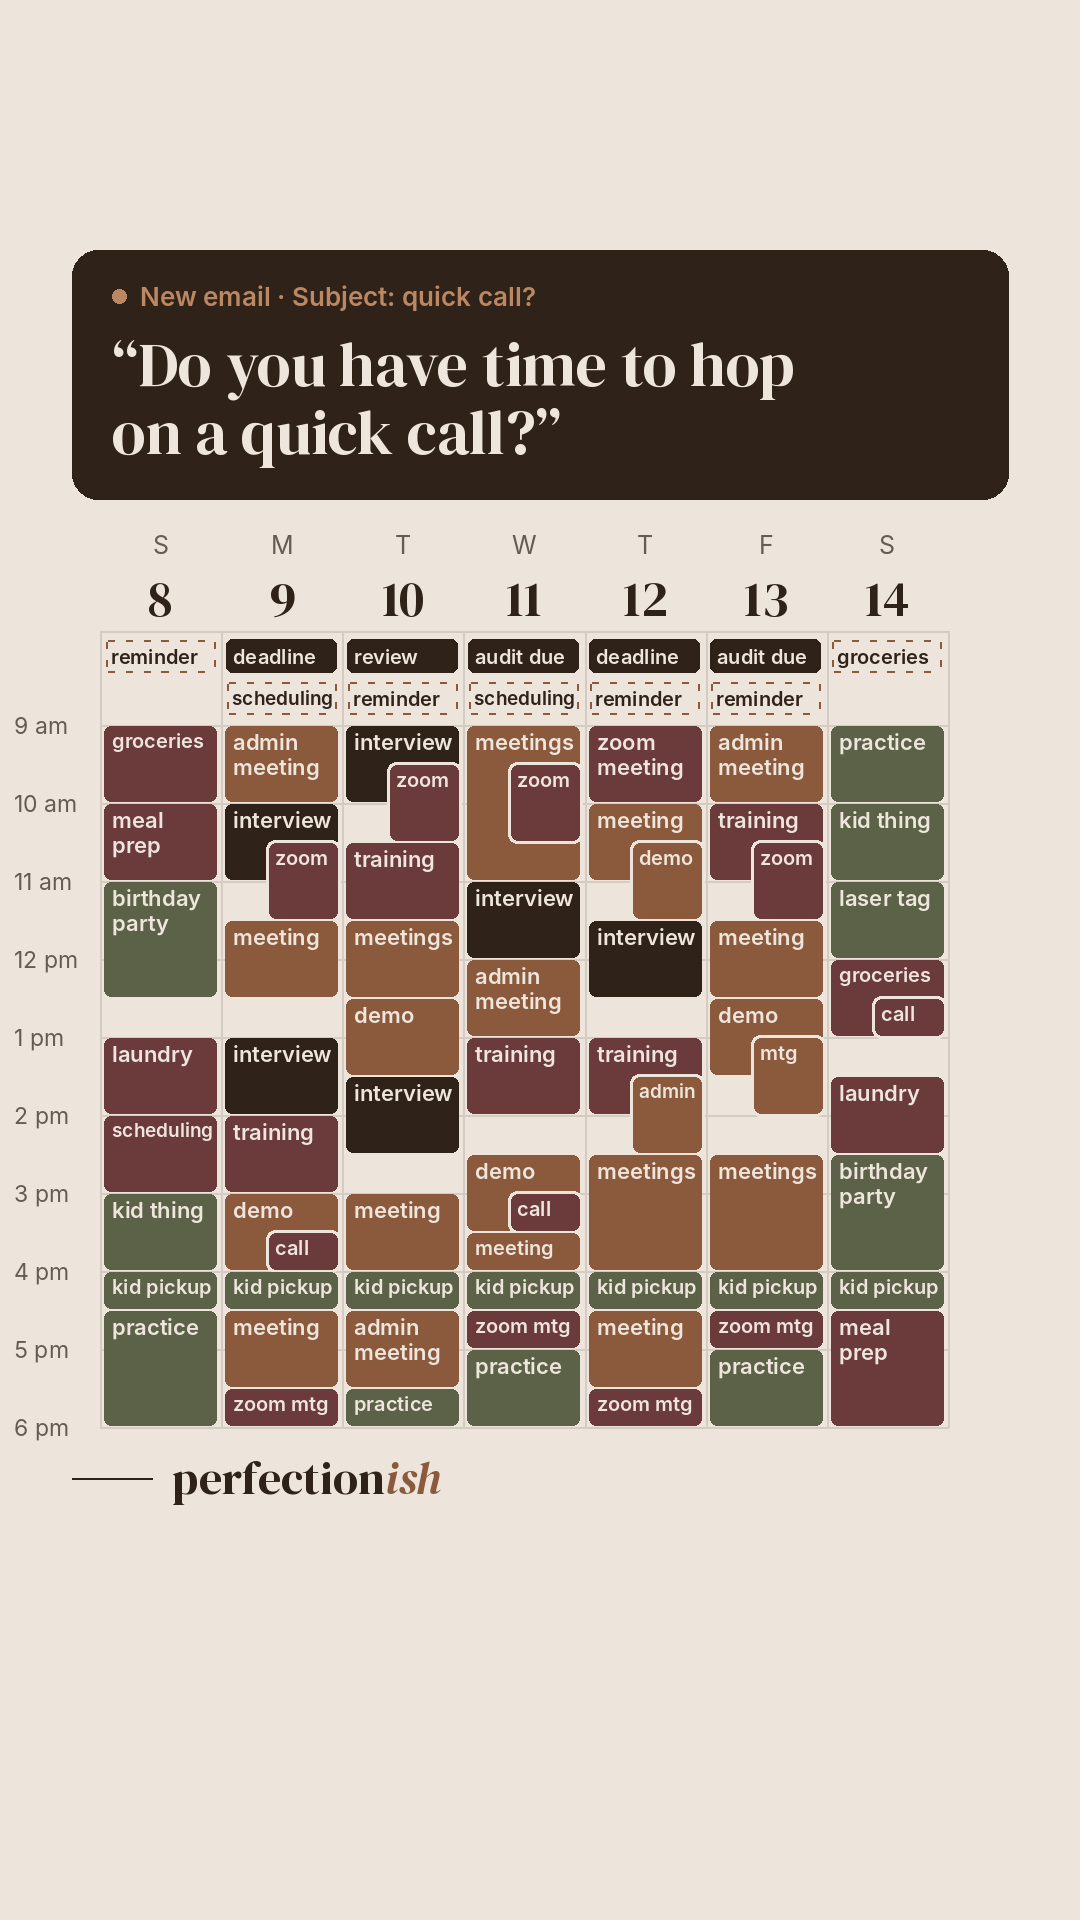 New email · Subject: quick call?
“Do you have time to hop
on a quick call?”
S M T W T F S
8 9 10 11 12 13 14
reminder deadline review audit due deadline audit due groceries
scheduling reminder scheduling reminder reminder
9 am
groceries admin interview meetings zoom admin practice
meeting meeting meeting
zoom zoom
10 am
meal interview meeting training kid thing
prep
zoom training demo zoom
11 am
birthday interview laser tag
party
meeting meetings interview meeting
12 pm
admin groceries
meeting
demo demo call
1 pm
laundry interview training training mtg
interview admin laundry
2 pm
scheduling training
demo meetings meetings birthday
party
3 pm
kid thing demo meeting call
call meeting
4 pm
kid pickup kid pickup kid pickup kid pickup kid pickup kid pickup kid pickup
practice meeting admin zoom mtg meeting zoom mtg meal
meeting prep
5 pm
practice practice
zoom mtg practice zoom mtg
6 pm
perfectionish